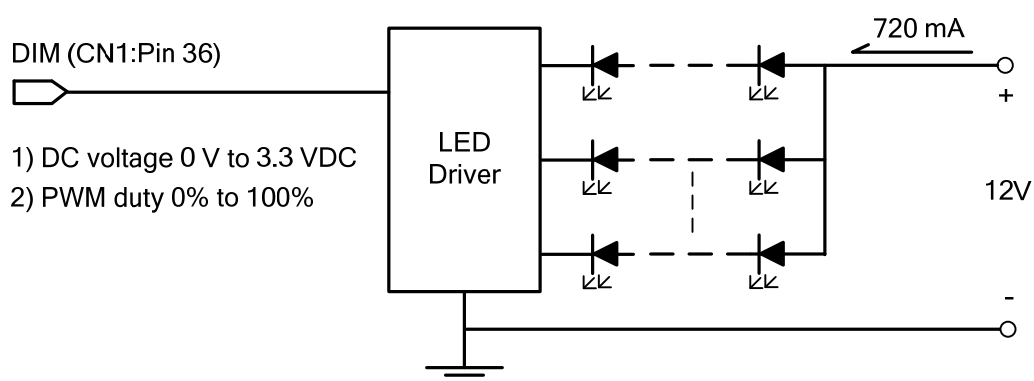 720 mA
DIM (CN1:Pin 36)
+
LED
Driver
1) DC voltage 0 V to 3.3 VDC
2) PWM duty 0% to 100%
12V
-